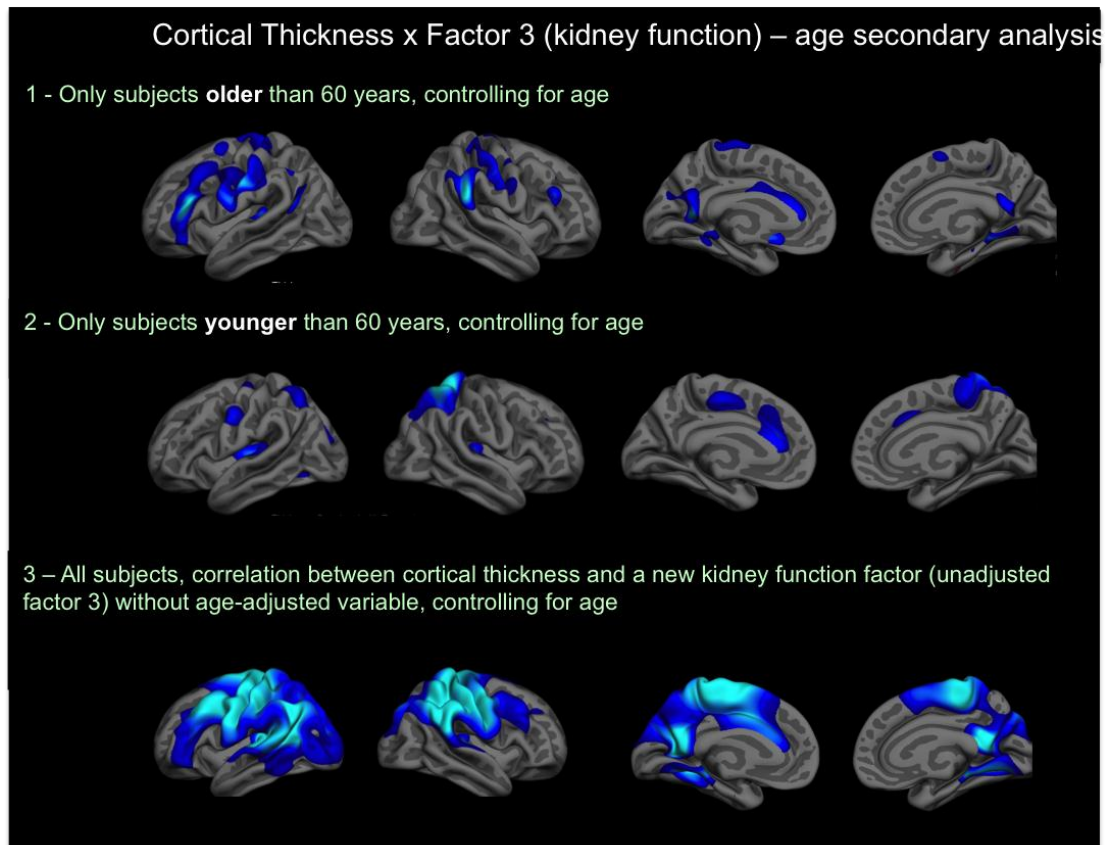 Cortical Thickness x Factor 3 (kidney function) – age secondary analysis
1 - Only subjects older than 60 years, controlling for age
2 - Only subjects younger than 60 years, controlling for age
3 – All subjects, correlation between cortical thickness and a new kidney function factor (unadjusted
factor 3) without age-adjusted variable, controlling for age